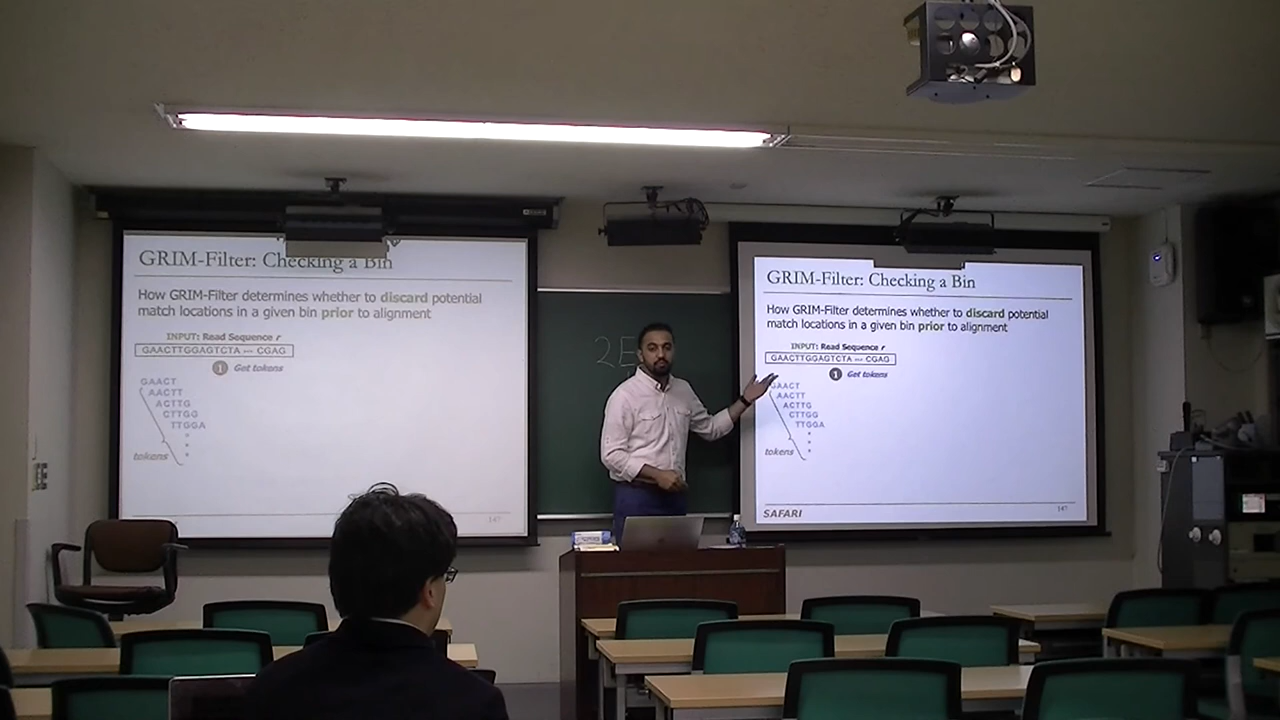 GRIM-Filter: Checking a Bin
How GRIM-Filter determines whether to discard potential
match locations in a given bin prior to alignment
INPUT: Read Sequence r
GAACTTGGAGTCTA ••• CGAG
1 Get tokens
GAACT
AACTT
ACTTG
CTTGG
TTGGA
tokens
147
2E
GRIM-Filter: Checking a Bin
How GRIM-Filter determines whether to discard potential
match locations in a given bin prior to alignment
INPUT: Read Sequence r
GAACTTGGAGTCTA ••• CGAG
1 Get tokens
GAACT
AACTT
ACTTG
CTTGG
TTGGA
tokens
SAFARI
147